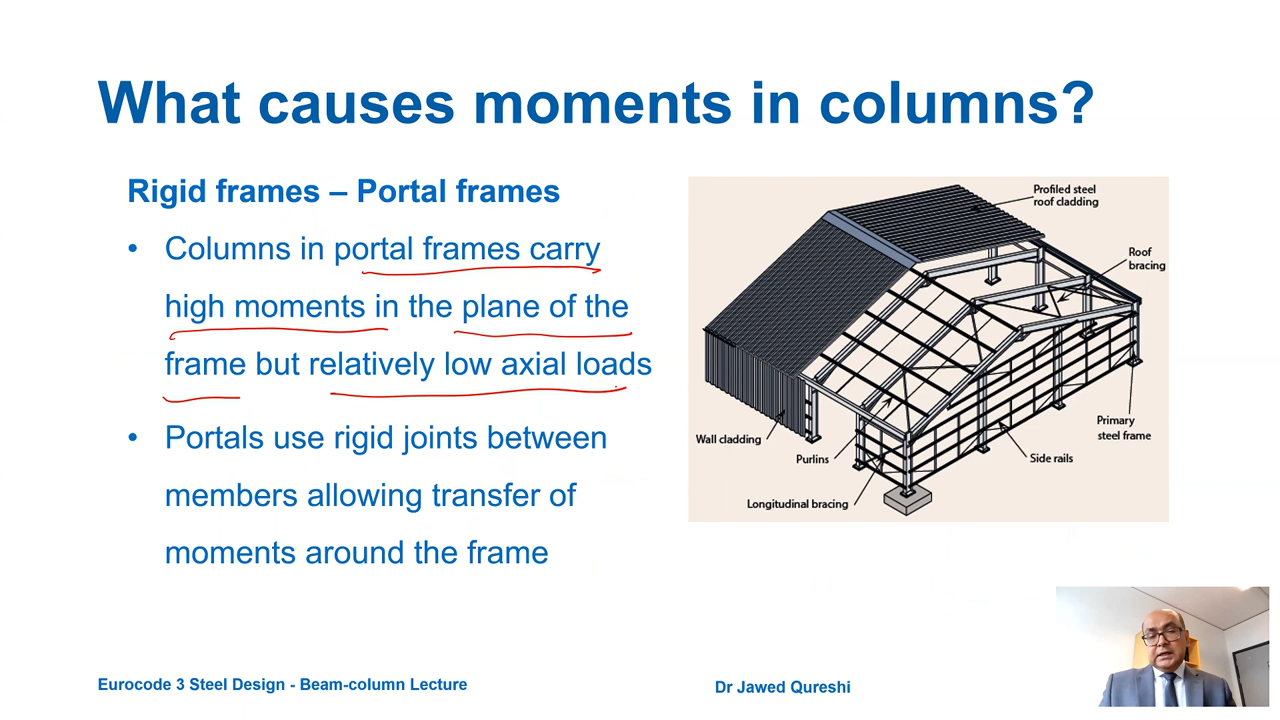 What causes moments in columns?
Rigid frames – Portal frames
• Columns in portal frames carry
high moments in the plane of the
frame but relatively low axial loads
• Portals use rigid joints between
members allowing transfer of
moments around the frame
Profiled steel
roof cladding
Roof
bracing
Primary
steel frame
Side rails
Wall cladding
Purlins
Longitudinal bracing
Eurocode 3 Steel Design - Beam-column Lecture
Dr Jawed Qureshi